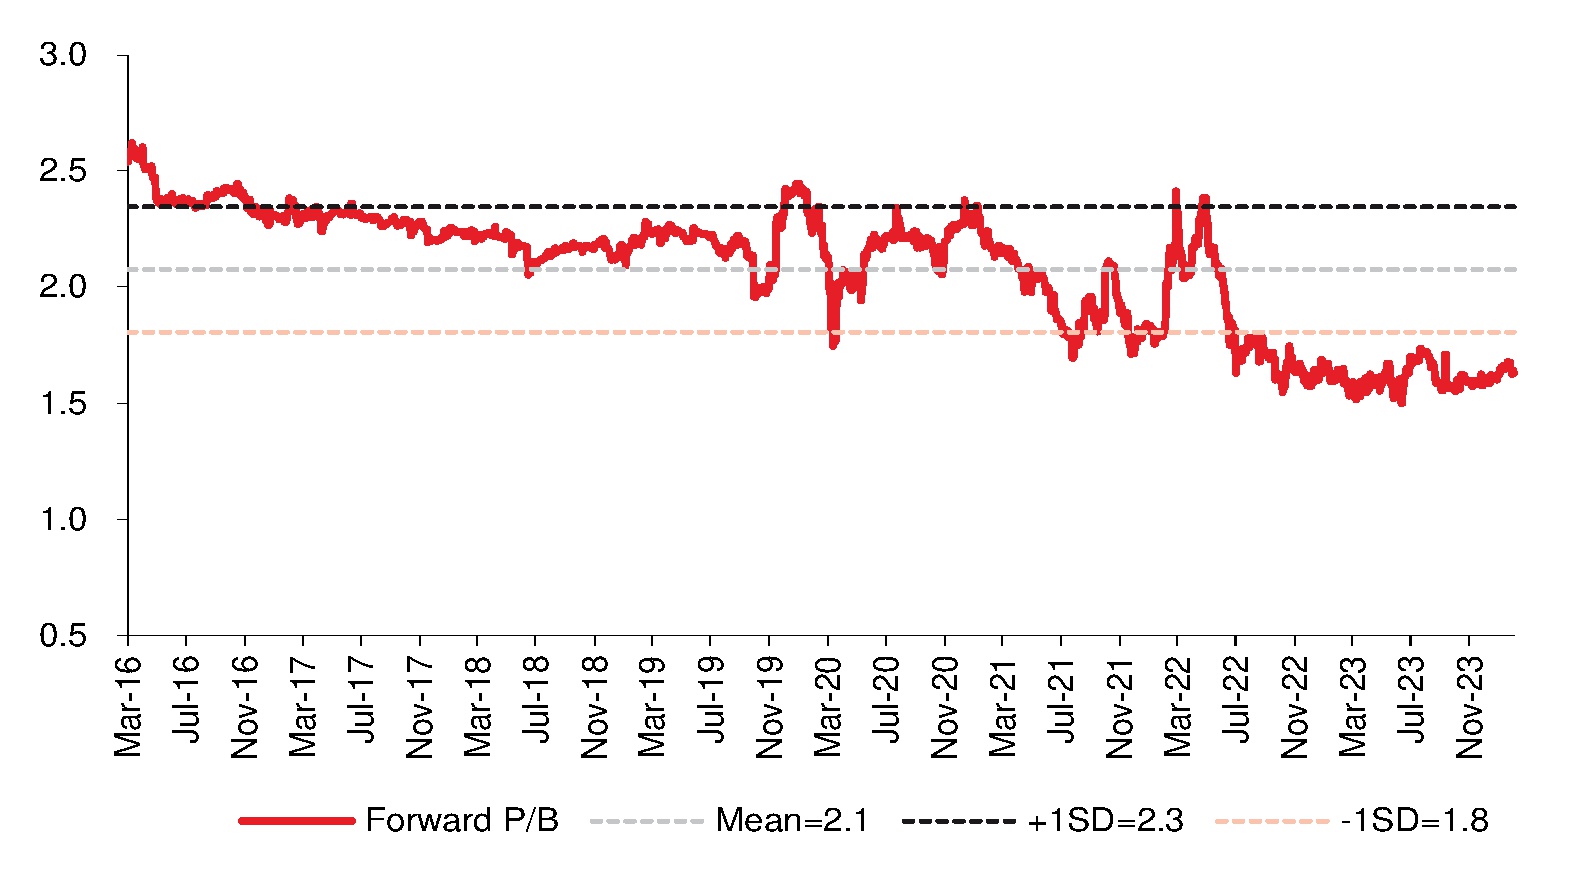 3.0
2.5
2.0
1.5
1.0
0.5
Mar-16
Jul-16
Nov-16
Mar-17
Jul-17
Nov-17
Mar-18
Jul-18
Nov-18
Mar-19
Jul-19
Nov-19
Mar-20
Jul-20
Nov-20
Mar-21
Jul-21
Nov-21
Mar-22
Jul-22
Nov-22
Mar-23
Jul-23
Nov-23
Forward P/B Mean=2.1 +1SD=2.3 -1SD=1.8